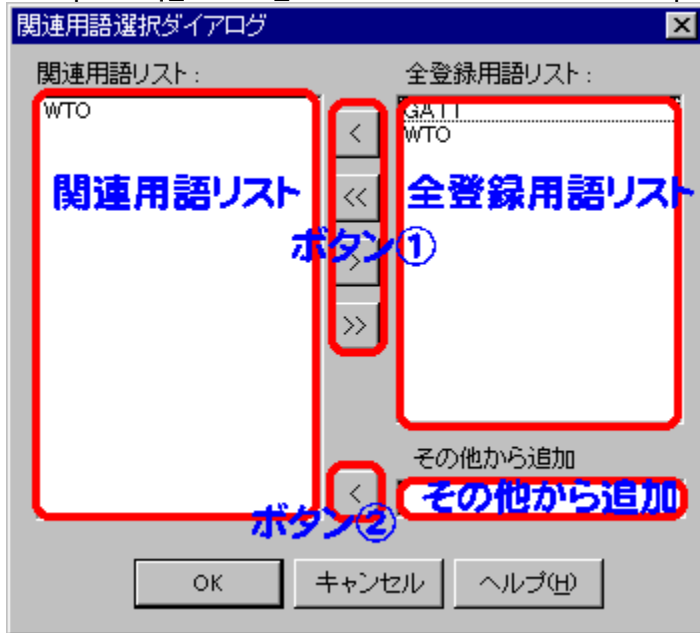 関連用語選択ダイアログ
関連用語リスト:
全登録用語リスト:
WTO
GATT
WTO
<
<<
>
>>
関連用語リスト
全登録用語リスト
ボタン①
その他から追加
<
その他から追加
ボタン②
OK
キャンセル
ヘルプ(H)